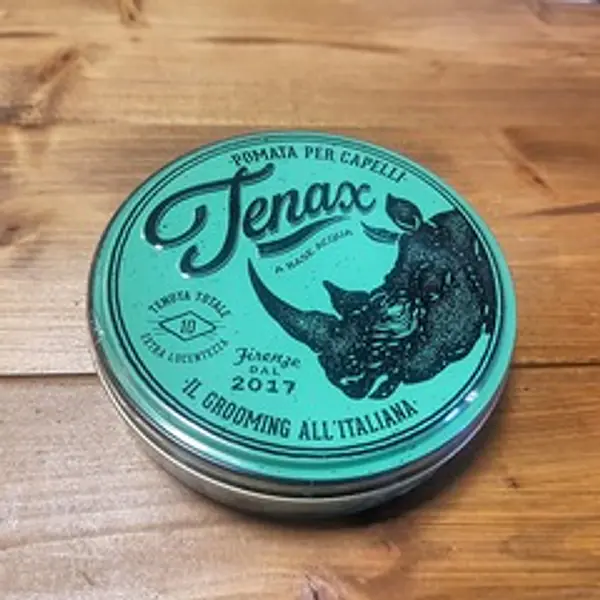 ·POMATA PER CAPELLI·
Tenax
A BASE ACQUA
TENUTA TOTALE
10
EXTRA LUCENTEZZA
Firenze
DAL
2017
·IL GROOMING ALL'ITALIANA·